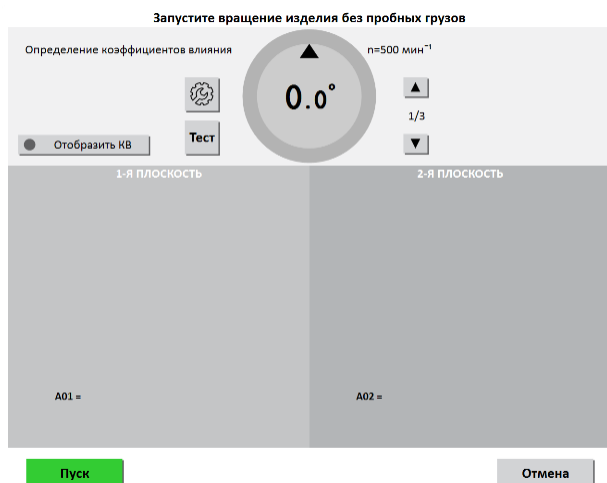 Запустите вращение изделия без пробных грузов
Определение коэффициентов влияния
n=500 мин⁻¹
0.0°
1/3
Отобразить КВ
Тест
1-Я ПЛОСКОСТЬ
2-Я ПЛОСКОСТЬ
A01 =
A02 =
Пуск
Отмена